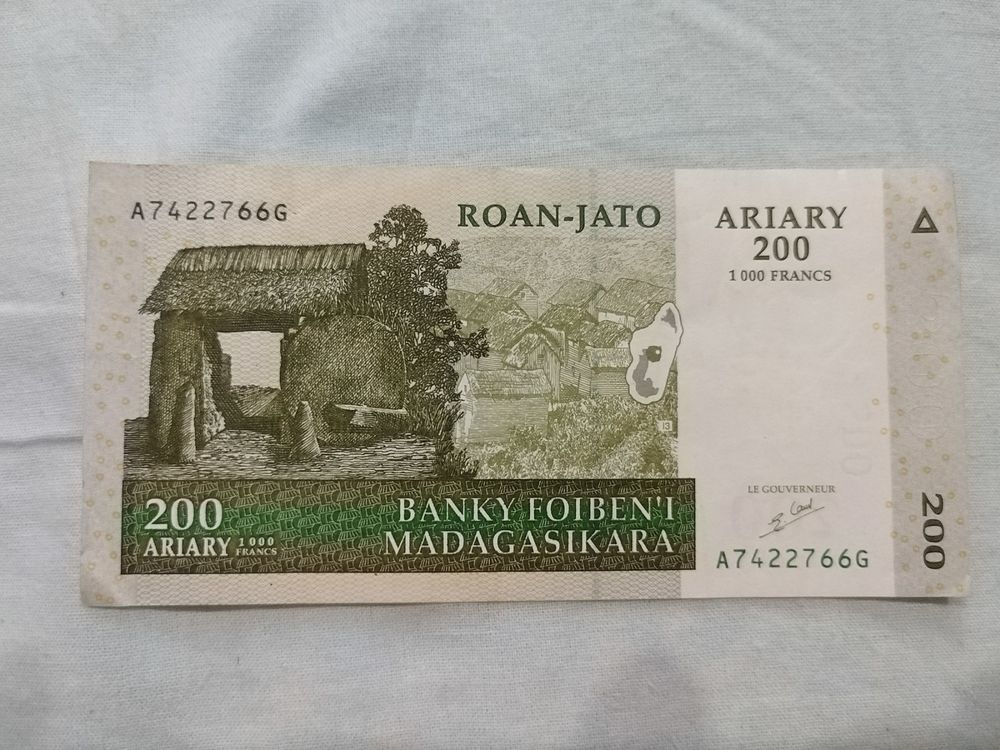 A7422766G
ROAN-JATO
ARIARY
200
1 000 FRANCS
13
200
ARIARY 1 000 FRANCS
BANKY FOIBEN'I
MADAGASIKARA
LE GOUVERNEUR
A7422766G
200